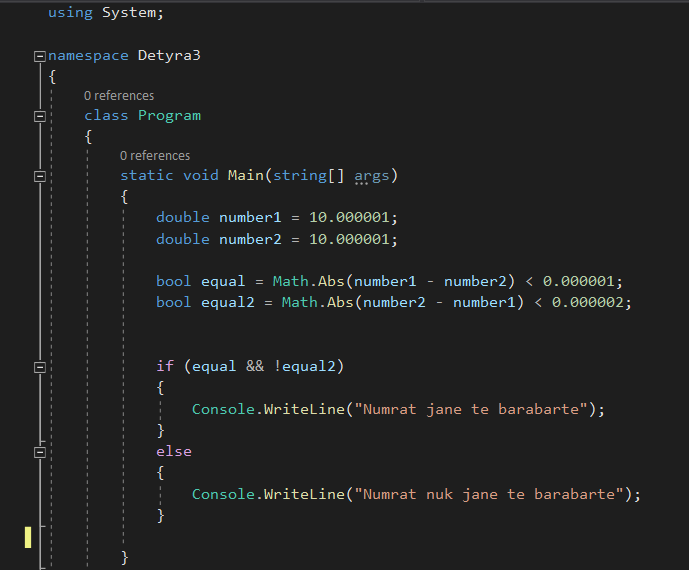 using System;
namespace Detyra3
{
0 references
class Program
{
0 references
static void Main(string[] args)
{
double number1 = 10.000001;
double number2 = 10.000001;
bool equal = Math.Abs(number1 - number2) < 0.000001;
bool equal2 = Math.Abs(number2 - number1) < 0.000002;
if (equal && !equal2)
{
Console.WriteLine("Numrat jane te barabarte");
}
else
{
Console.WriteLine("Numrat nuk jane te barabarte");
}
}